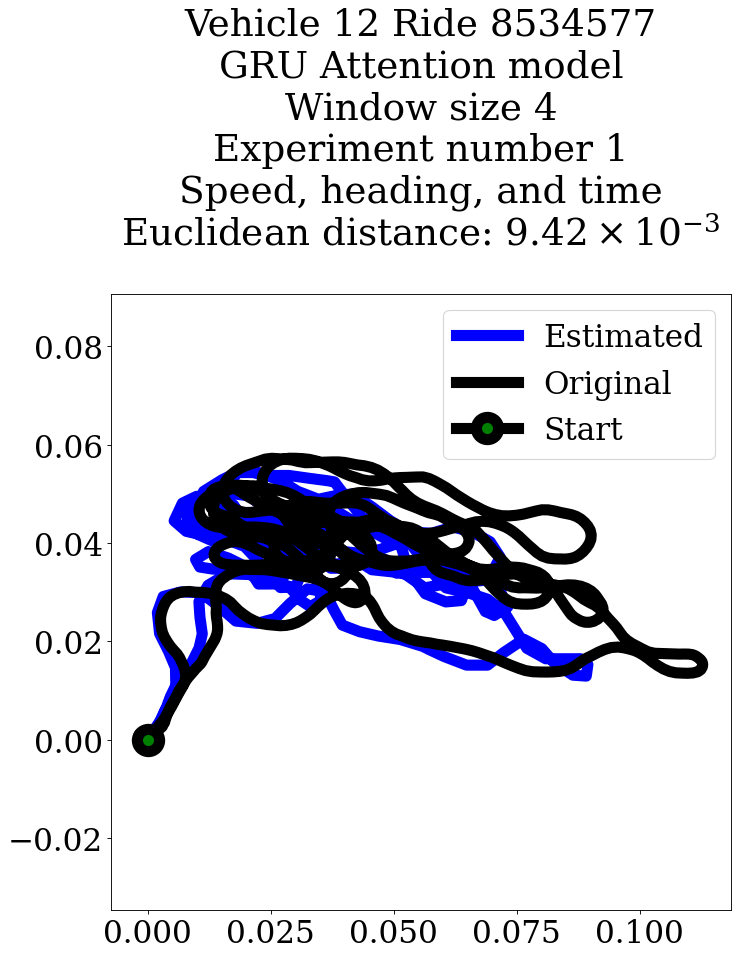 Vehicle 12 Ride 8534577
GRU Attention model
Window size 4
Experiment number 1
Speed, heading, and time
Euclidean distance: 9.42 × 10⁻³
Estimated
Original
Start
0.08
0.06
0.04
0.02
0.00
−0.02
0.000 0.025 0.050 0.075 0.100